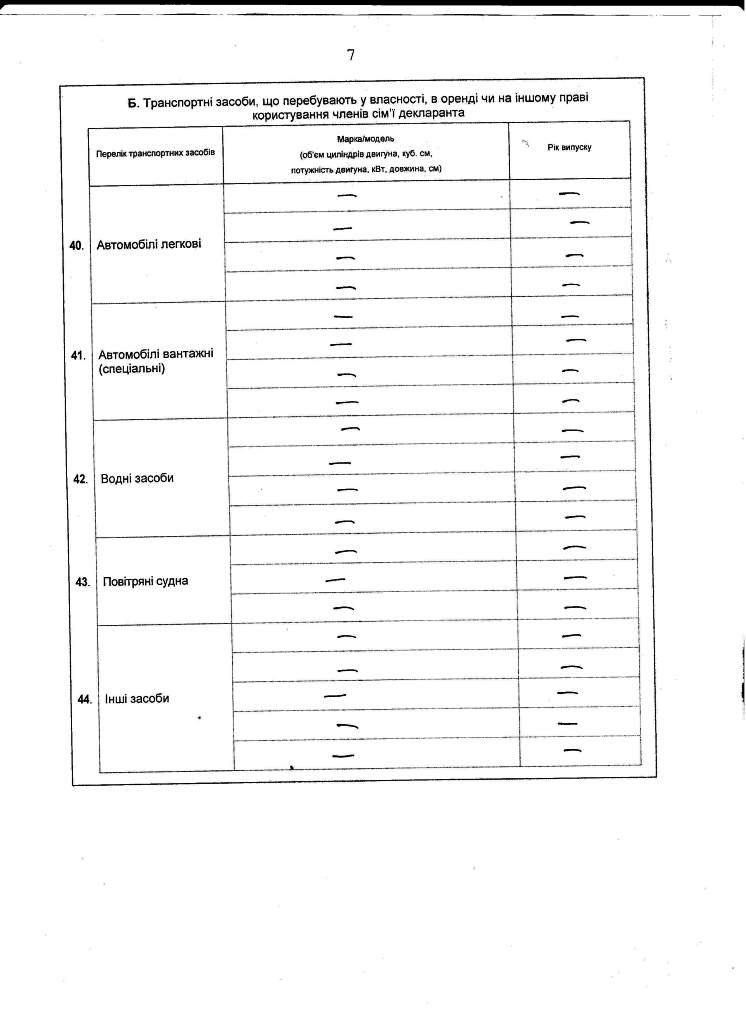 7
Б. Транспортні засоби, що перебувають у власності, в оренді чи на іншому праві
користування членів сім'ї декларанта
Перелік транспортних засобів
Марка/модель
(об'єм циліндрів двигуна, куб. см,
потужність двигуна, кВт, довжина, см)
Рік випуску
— —
— —
40. Автомобілі легкові
— —
— —
— —
— —
41. Автомобілі вантажні
(спеціальні)
— —
— —
— —
— —
42. Водні засоби
— —
— —
— —
43. Повітряні судна
— —
— —
— —
— —
44. Інші засоби
— —
— —
— —